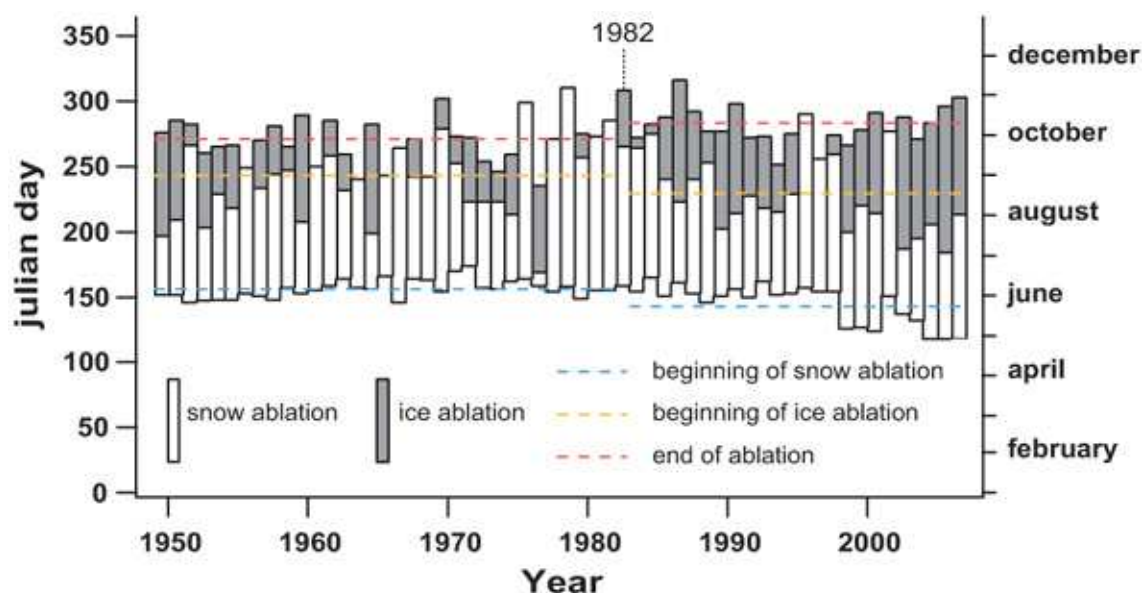 1982
350
300
250
200
150
100
50
0
julian day
december
october
august
june
april
february
snow ablation
ice ablation
beginning of snow ablation
beginning of ice ablation
end of ablation
1950 1960 1970 1980 1990 2000
Year